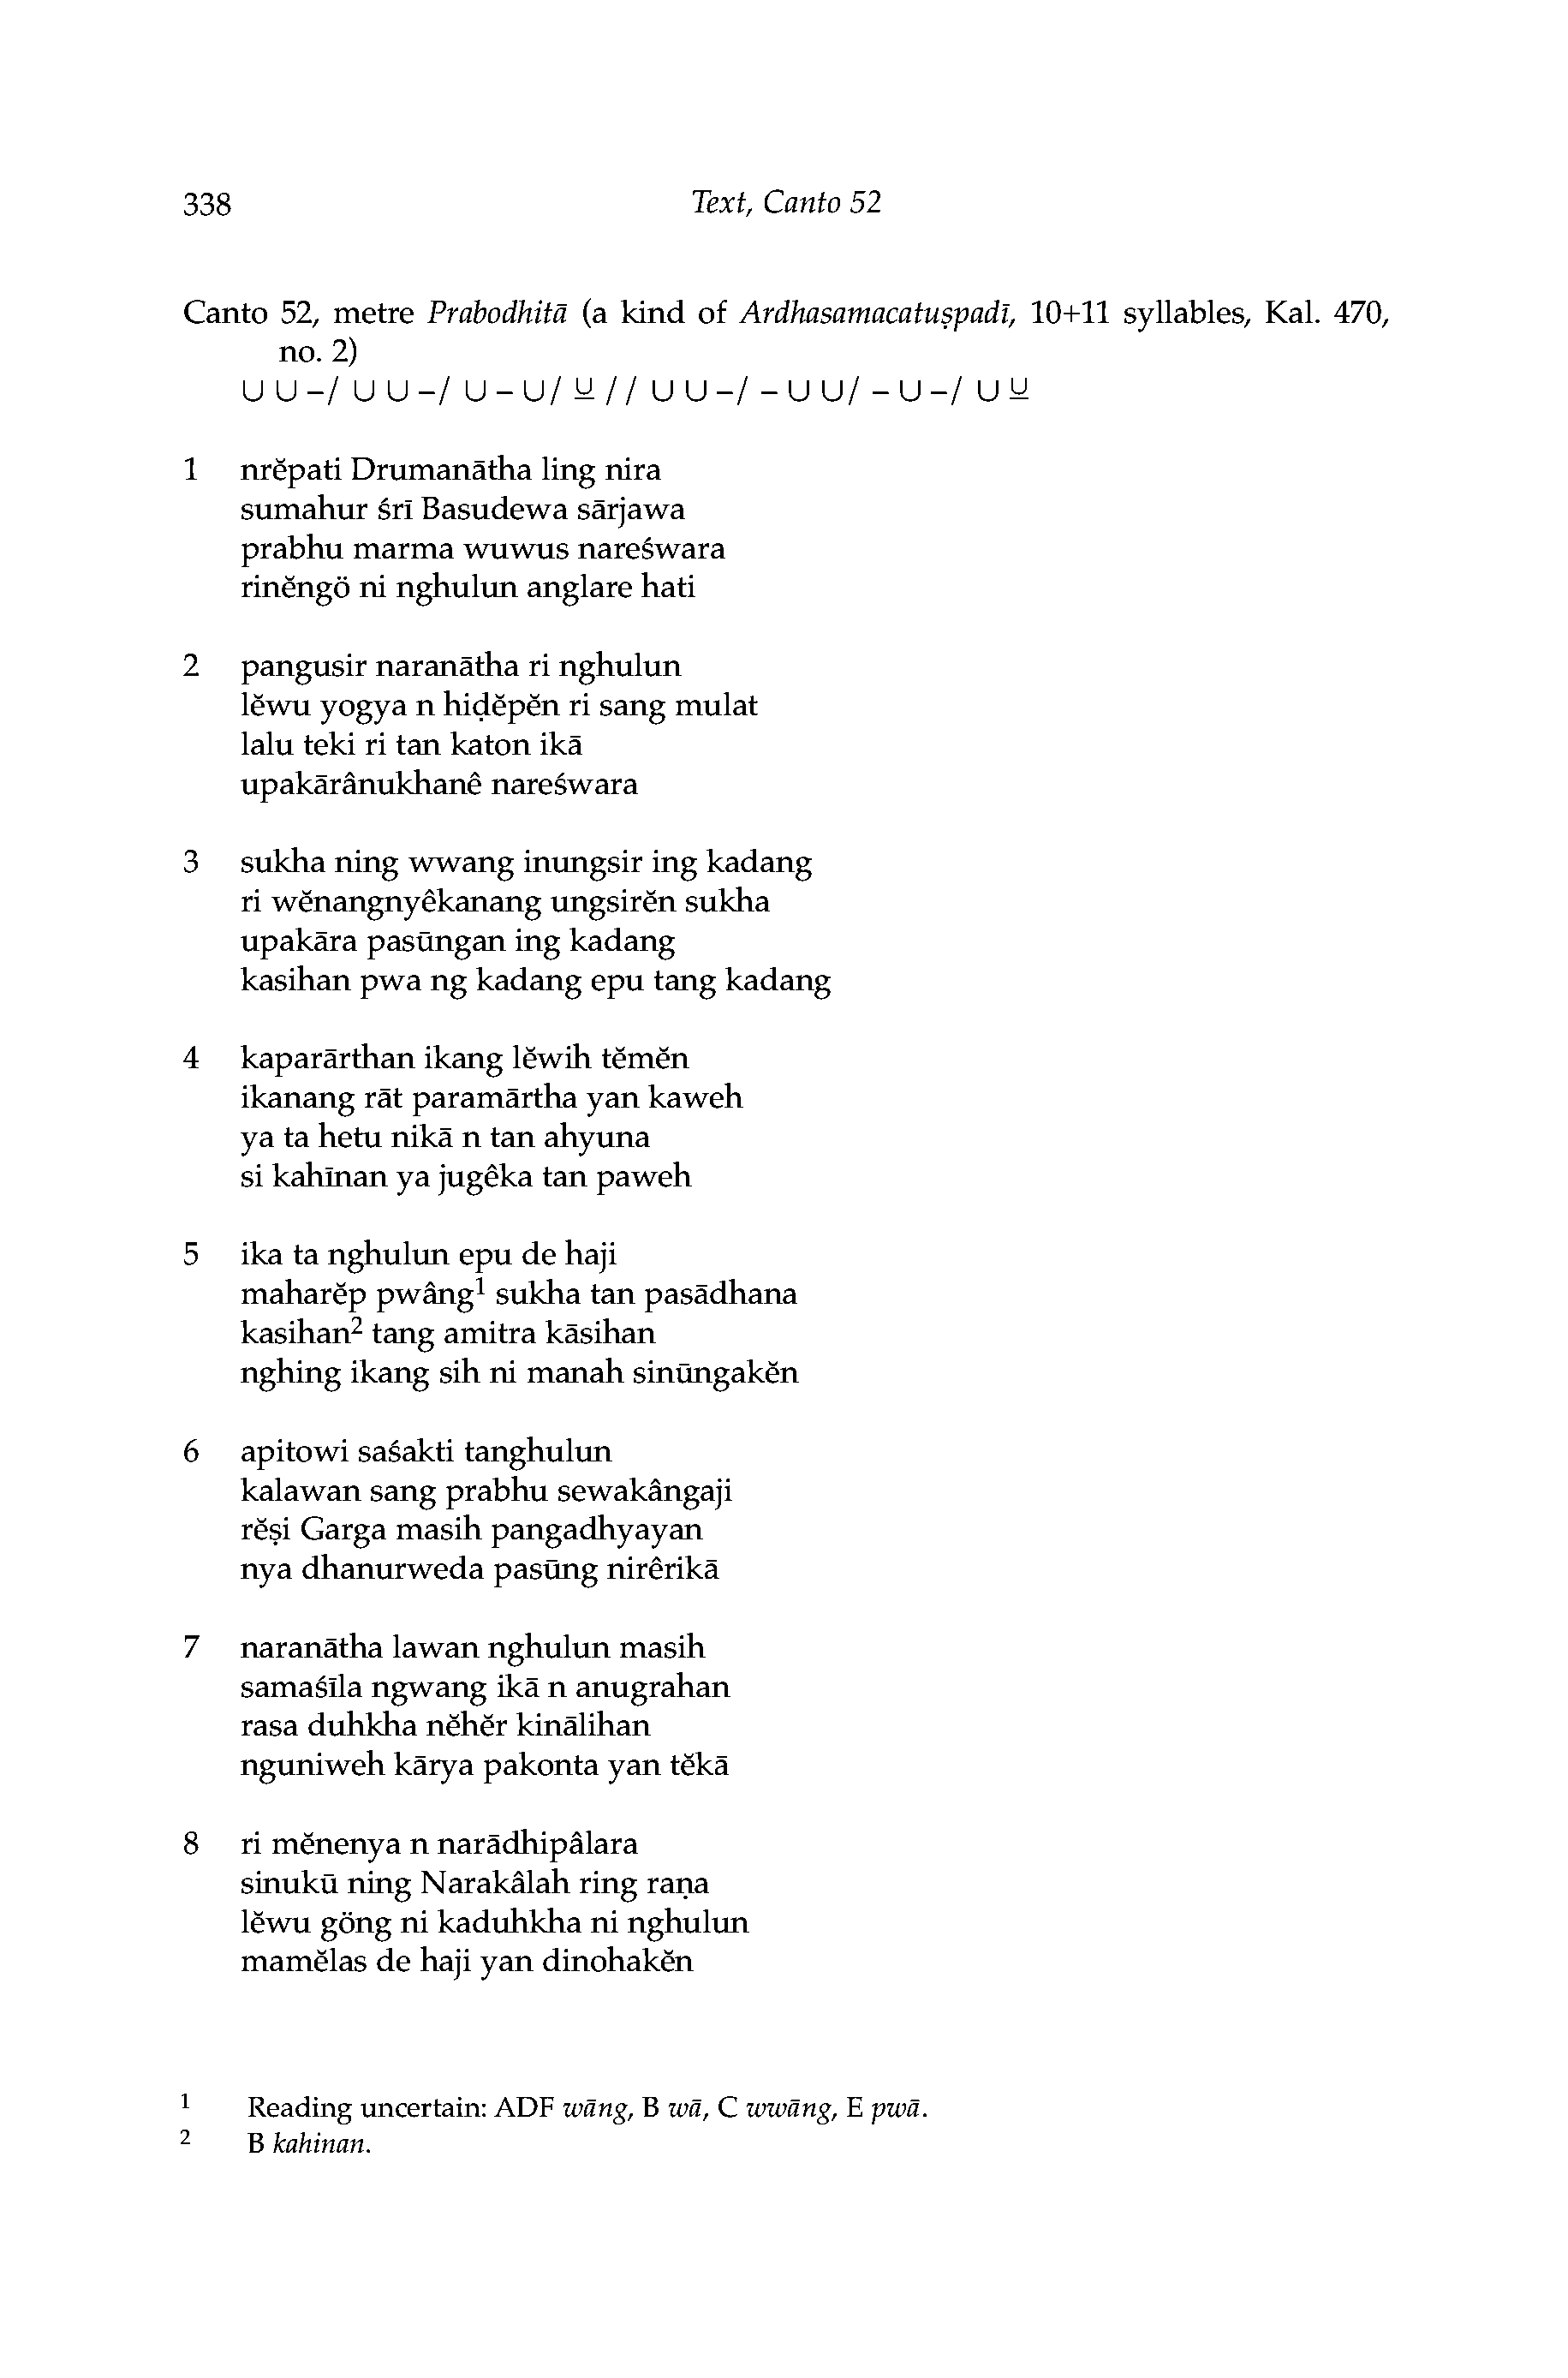 338
Text, Canto 52
Canto 52, metre Prabodhitā (a kind of Ardhasamacatuṣpadī, 10+11 syllables, Kal. 470,
no. 2)
∪ ∪ –/ ∪ ∪ –/ ∪ – ∪/ ⊻ // ∪ ∪ –/ – ∪ ∪/ – ∪ –/ ∪ ⊻
1 nrĕpati Drumanātha ling nira
sumahur śrī Basudewa sārjawa
prabhu marma wuwus nareśwara
rinĕngö ni nghulun anglare hati
2 pangusir naranātha ri nghulun
lĕwu yogya n hiḍĕpĕn ri sang mulat
lalu teki ri tan katon ikā
upakārânukhanê nareśwara
3 sukha ning wwang inungsir ing kadang
ri wĕnangnyêkanang ungsirĕn sukha
upakāra pasūngan ing kadang
kasihan pwa ng kadang epu tang kadang
4 kaparārthan ikang lĕwih tĕmĕn
ikanang rāt paramārtha yan kaweh
ya ta hetu nikā n tan ahyuna
si kahīnan ya jugêka tan paweh
5 ika ta nghulun epu de haji
maharĕp pwâng1 sukha tan pasādhana
kasihan2 tang amitra kāsihan
nghing ikang sih ni manah sinūngakĕn
6 apitowi saśakti tanghulun
kalawan sang prabhu sewakângaji
rĕṣi Garga masih pangadhyayan
nya dhanurweda pasūng nirêrikā
7 naranātha lawan nghulun masih
samaśīla ngwang ikā n anugrahan
rasa duhkha nĕhĕr kinālihan
nguniweh kārya pakonta yan tĕkā
8 ri mĕnenya n narādhipâlara
sinukū ning Narakâlah ring raṇa
lĕwu göng ni kaduhkha ni nghulun
mamĕlas de haji yan dinohakĕn
1 Reading uncertain: ADF wāng, B wā, C wwāng, E pwā.
2 B kahinan.